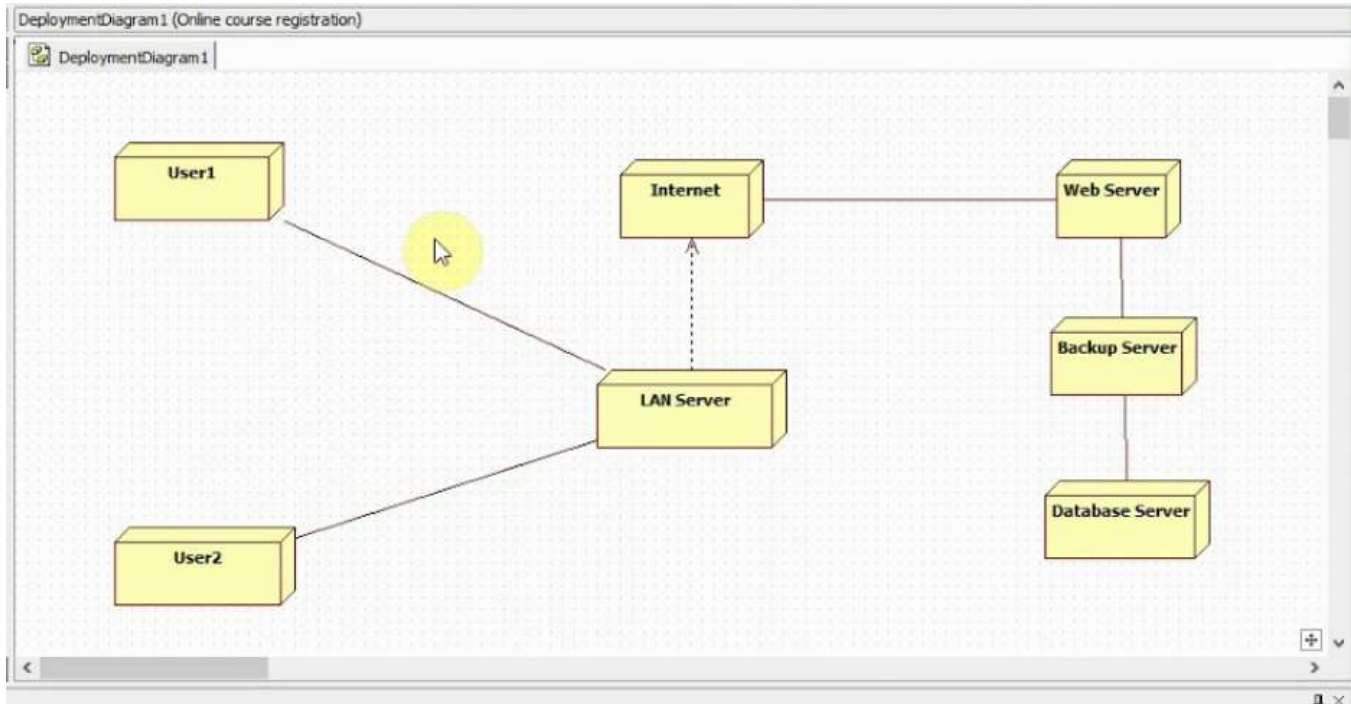 DeploymentDiagram1 (Online course registration)
DeploymentDiagram1
User1
Internet
Web Server
Backup Server
LAN Server
Database Server
User2